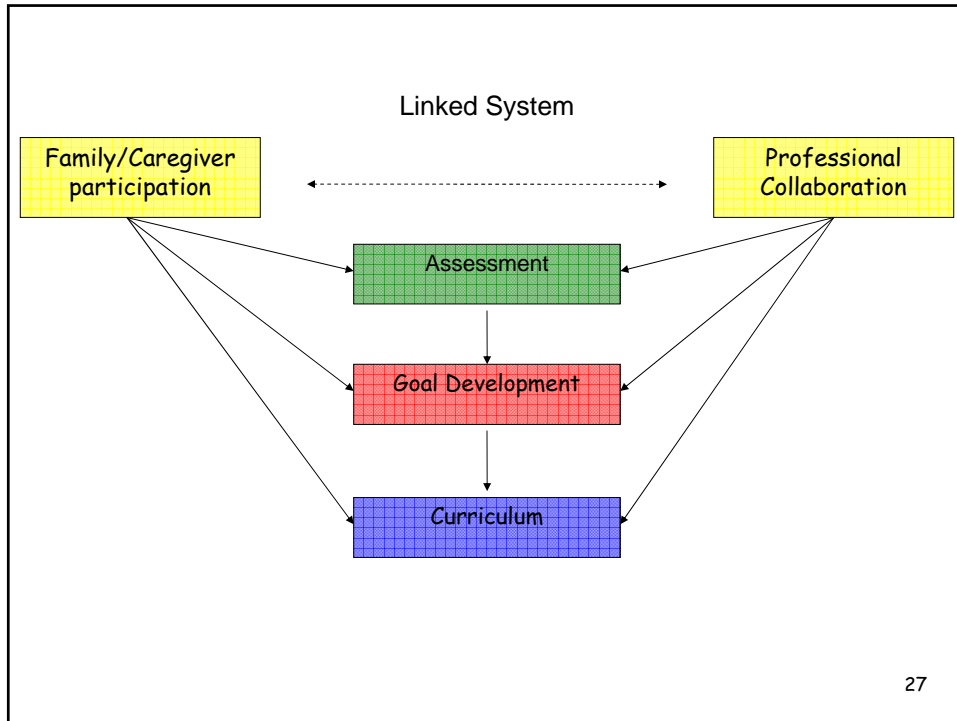 Linked System
Family/Caregiver
participation
Professional
Collaboration
Assessment
Goal Development
Curriculum
27